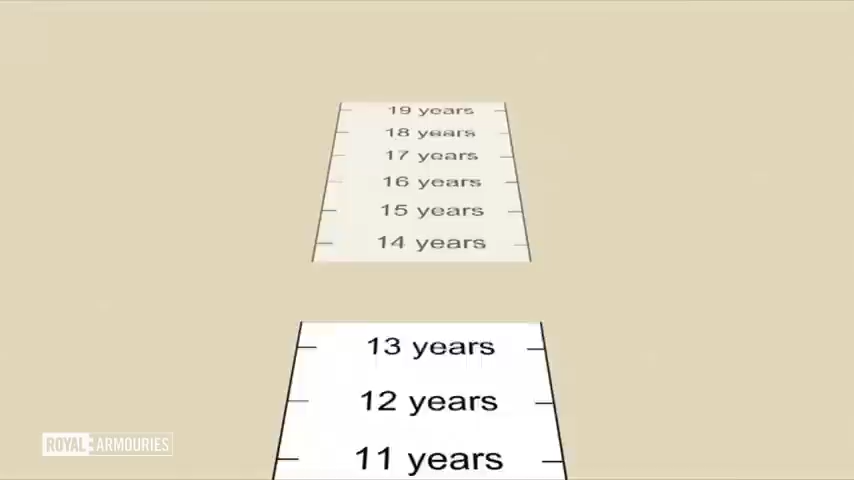 19 years
18 years
17 years
16 years
15 years
14 years
13 years
12 years
11 years
ROYAL ARMOURIES